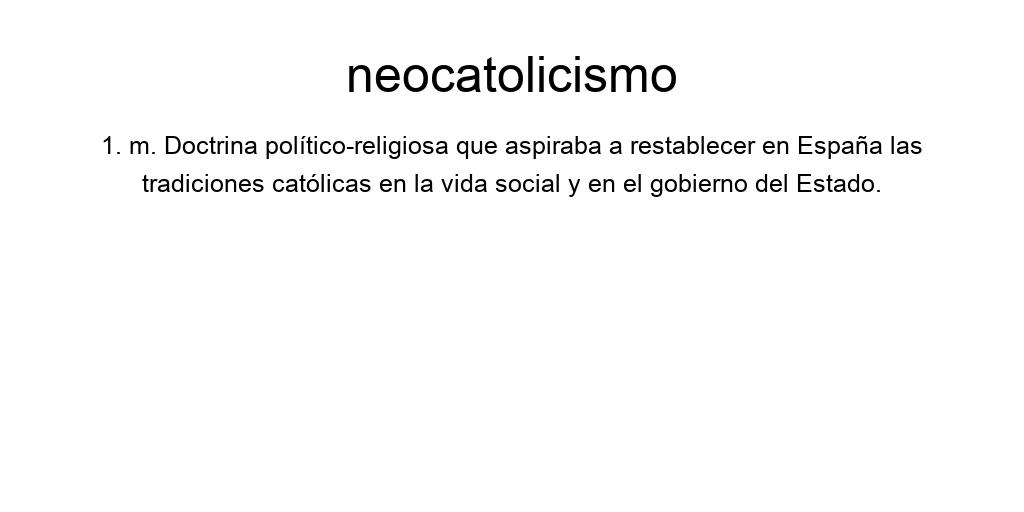 neocatolicismo
1. m. Doctrina político-religiosa que aspiraba a restablecer en España las
tradiciones católicas en la vida social y en el gobierno del Estado.